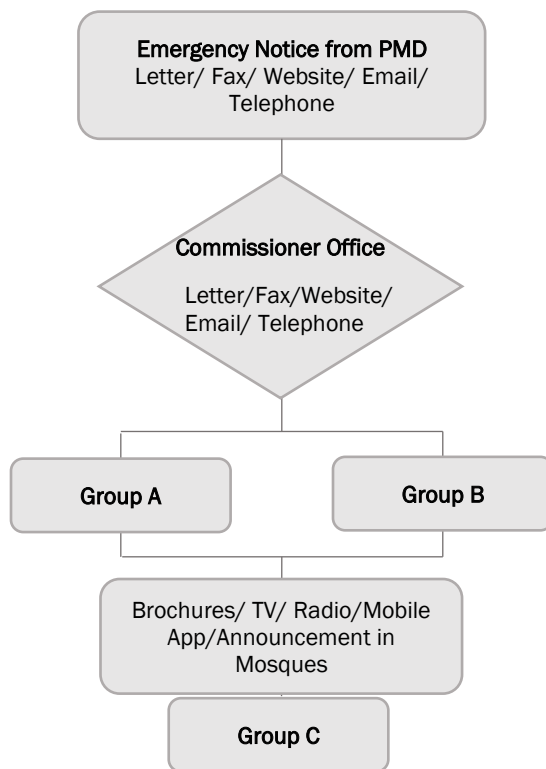 Emergency Notice from PMD
Letter/ Fax/ Website/ Email/
Telephone
Commissioner Office
Letter/Fax/Website/
Email/ Telephone
Group A
Group B
Brochures/ TV/ Radio/Mobile
App/Announcement in
Mosques
Group C